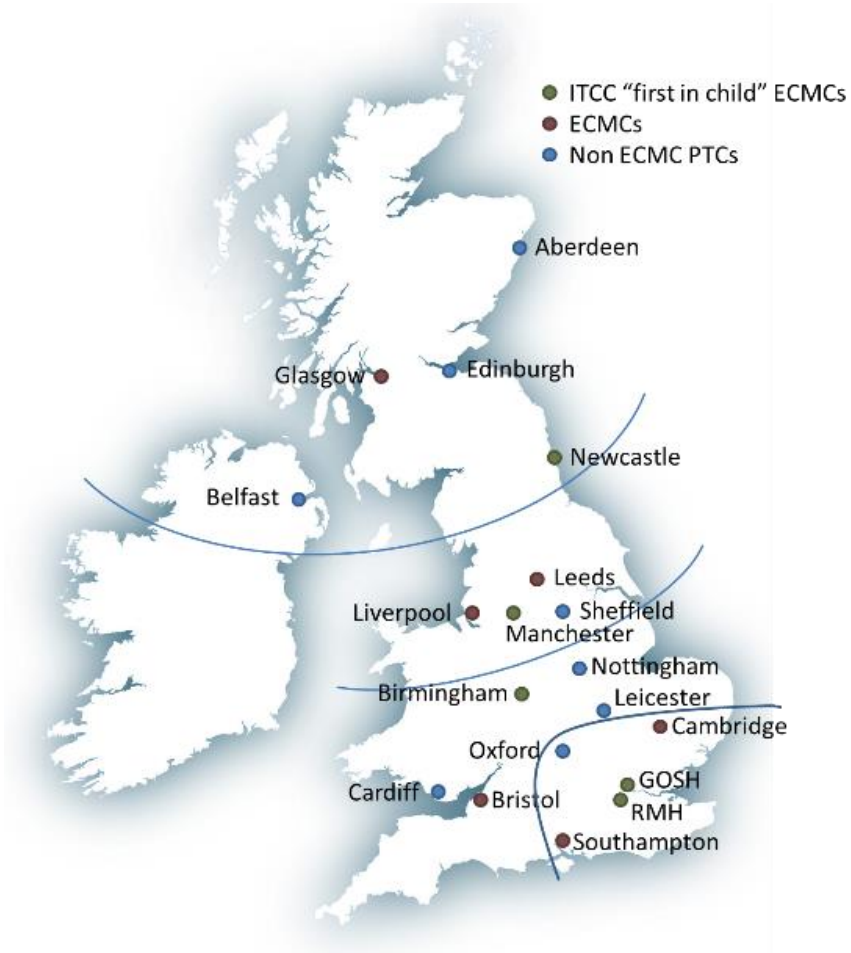 ITCC “first in child” ECMCs
ECMCs
Non ECMC PTCs
Aberdeen
Glasgow
Edinburgh
Newcastle
Belfast
Leeds
Liverpool
Sheffield
Manchester
Nottingham
Birmingham
Leicester
Cambridge
Oxford
GOSH
Cardiff
Bristol
RMH
Southampton